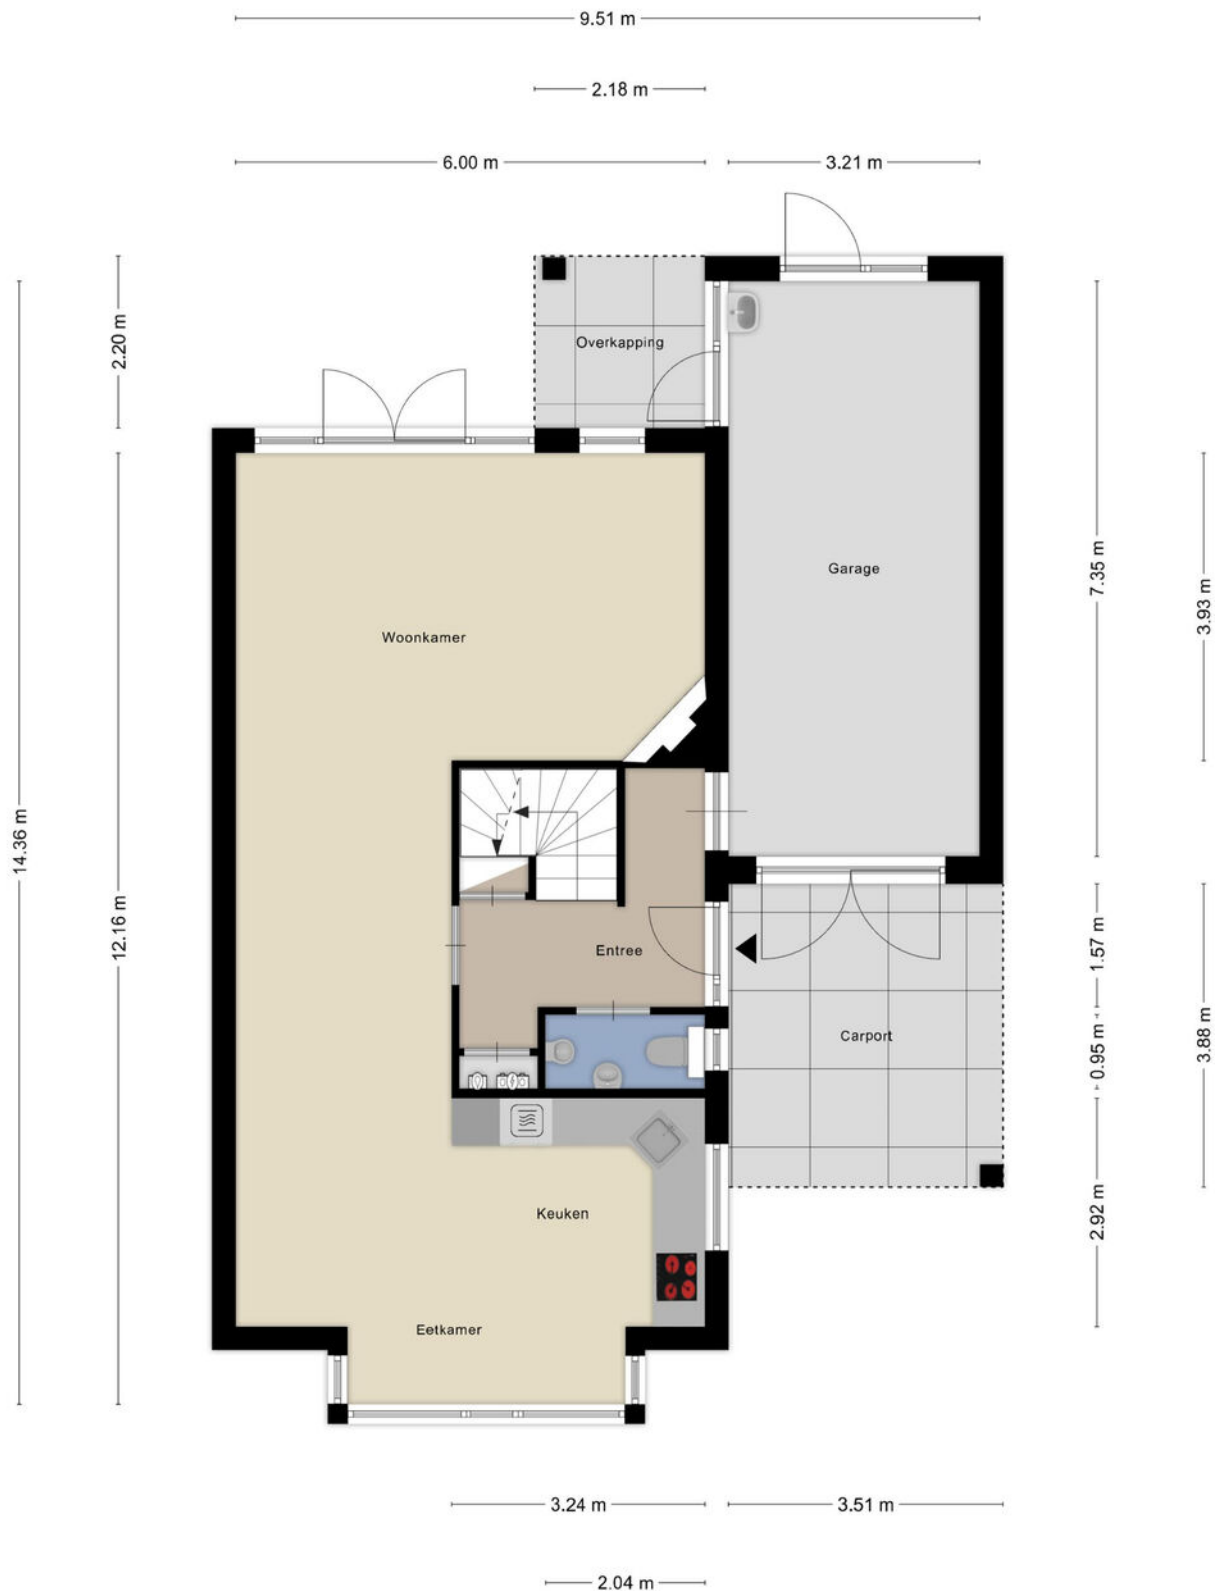 9.51 m
2.18 m
6.00 m
3.21 m
2.20 m
Overkapping
7.35 m
Garage
3.93 m
Woonkamer
14.36 m
12.16 m
Entree
1.57 m
Carport
0.95 m
3.88 m
2.92 m
Keuken
Eetkamer
3.24 m
3.51 m
2.04 m